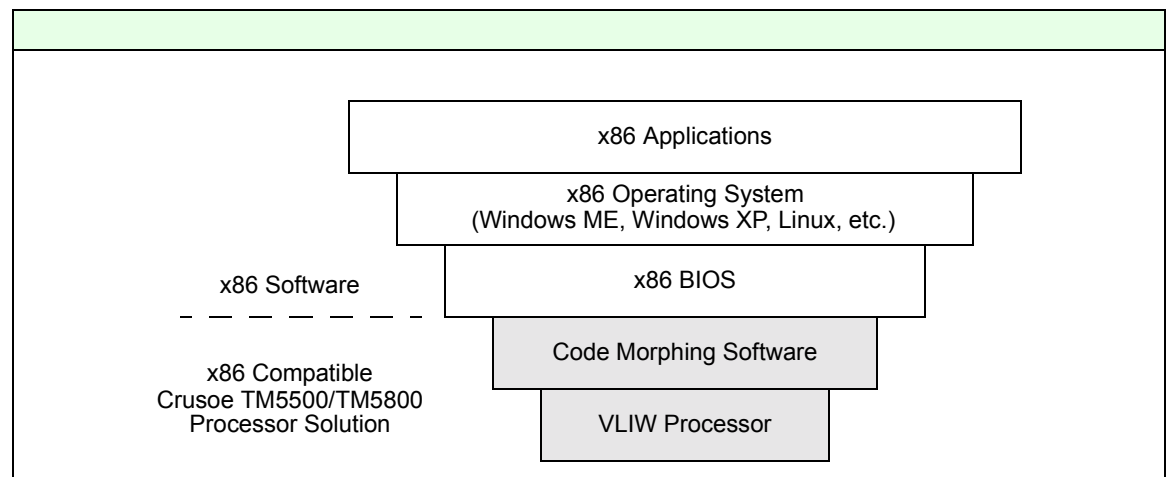 x86 Applications
x86 Operating System
(Windows ME, Windows XP, Linux, etc.)
x86 BIOS
x86 Software
Code Morphing Software
x86 Compatible
Crusoe TM5500/TM5800
Processor Solution
VLIW Processor